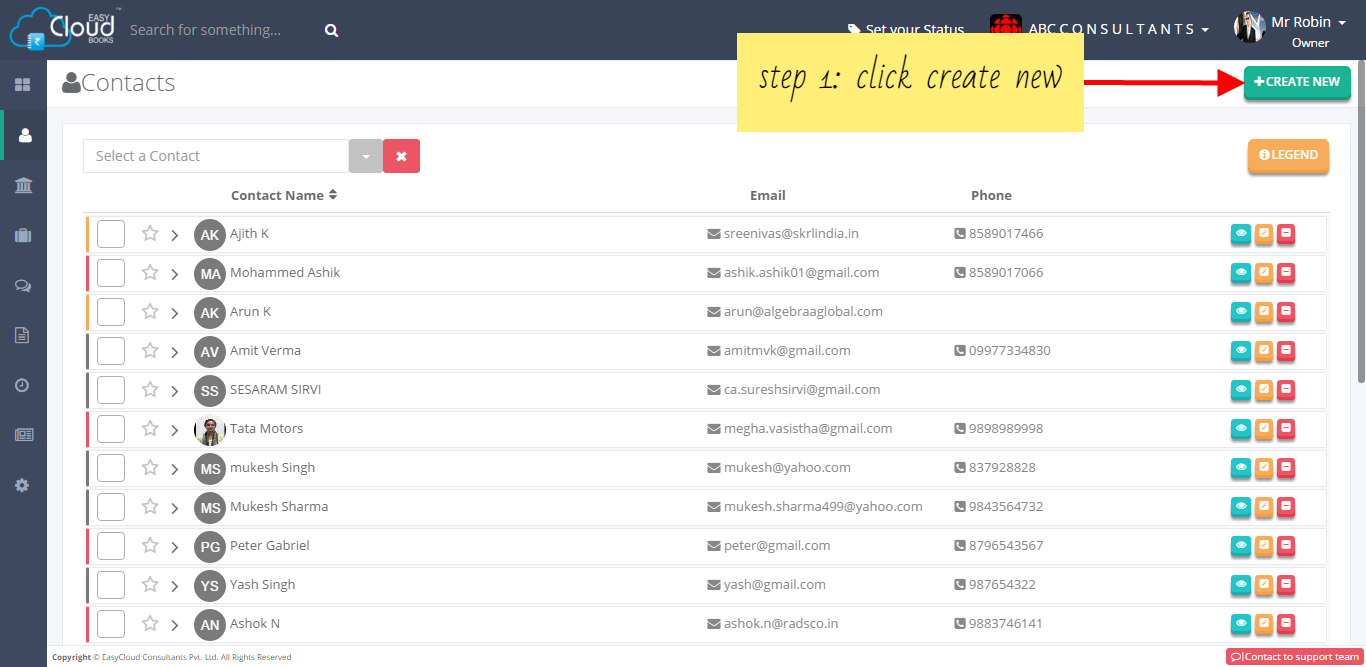 EASY
Cloud
BOOKS
™
Search for something...
Set your Status
ABC C O N S U L T A N T S
Mr Robin
Owner
Contacts
step 1: click create new
CREATE NEW
Select a Contact
LEGEND
Contact Name Email Phone
AK Ajith K sreenivas@skrlindia.in 8589017466
MA Mohammed Ashik ashik.ashik01@gmail.com 8589017066
AK Arun K arun@algebraaglobal.com
AV Amit Verma amitmvk@gmail.com 09977334830
SS SESARAM SIRVI ca.sureshsirvi@gmail.com
Tata Motors megha.vasistha@gmail.com 9898989998
MS mukesh Singh mukesh@yahoo.com 837928828
MS Mukesh Sharma mukesh.sharma499@yahoo.com 9843564732
PG Peter Gabriel peter@gmail.com 8796543567
YS Yash Singh yash@gmail.com 987654322
AN Ashok N ashok.n@radsco.in 9883746141
Copyright © EasyCloud Consultants Pvt. Ltd. All Rights Reserved
Contact to support team